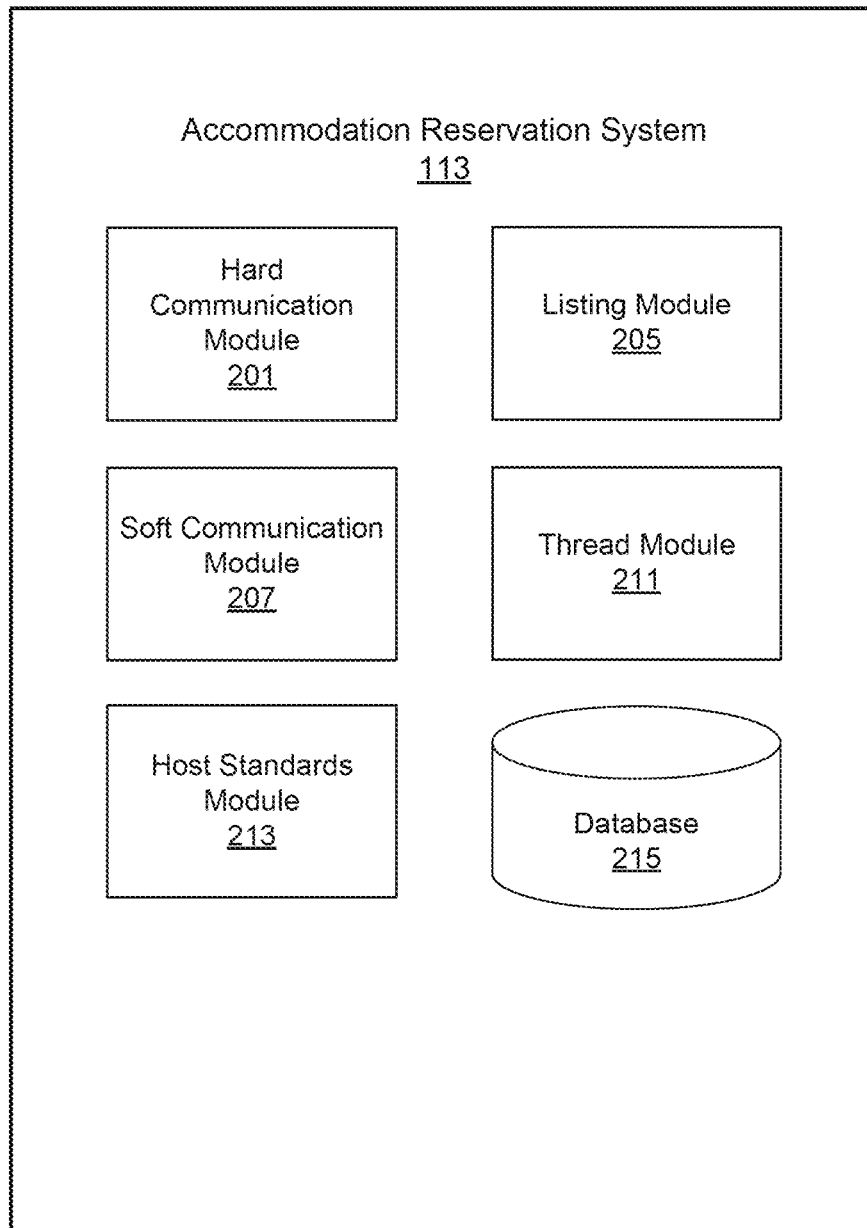 Accommodation Reservation System
113
Hard
Communication
Module
201
Listing Module
205
Soft Communication
Module
207
Thread Module
211
Host Standards
Module
213
Database
215